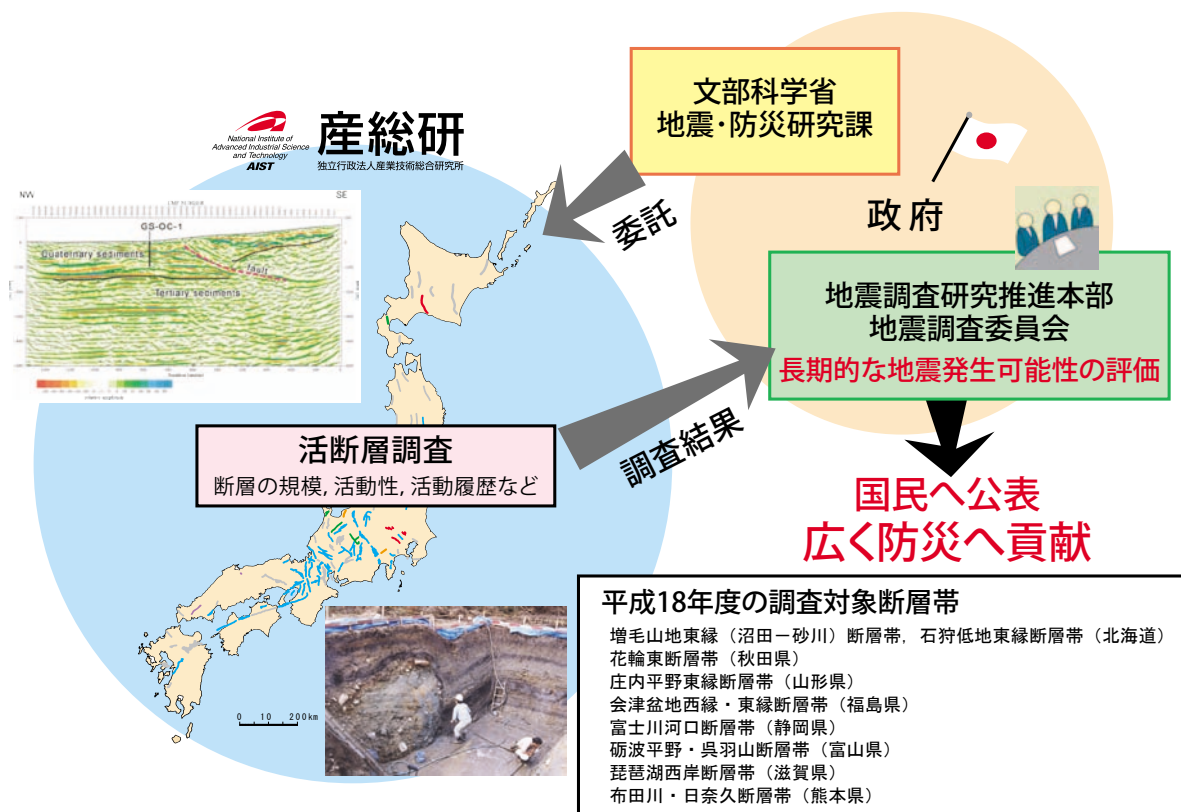 文部科学省
地震・防災研究課
National Institute of
Advanced Industrial Science
and Technology
AIST
産総研
独立行政法人産業技術総合研究所
政府
委託
NW
SE
GS-OC-1
Quaternary sediments
fault
Tertiary sediments
地震調査研究推進本部
地震調査委員会
長期的な地震発生可能性の評価
活断層調査
断層の規模, 活動性, 活動履歴など
調査結果
国民へ公表
広く防災へ貢献
平成18年度の調査対象断層帯
増毛山地東縁（沼田－砂川）断層帯，石狩低地東縁断層帯（北海道）
花輪東断層帯（秋田県）
庄内平野東縁断層帯（山形県）
会津盆地西縁・東縁断層帯（福島県）
富士川河口断層帯（静岡県）
砺波平野・呉羽山断層帯（富山県）
琵琶湖西岸断層帯（滋賀県）
布田川・日奈久断層帯（熊本県）
0 10 200km